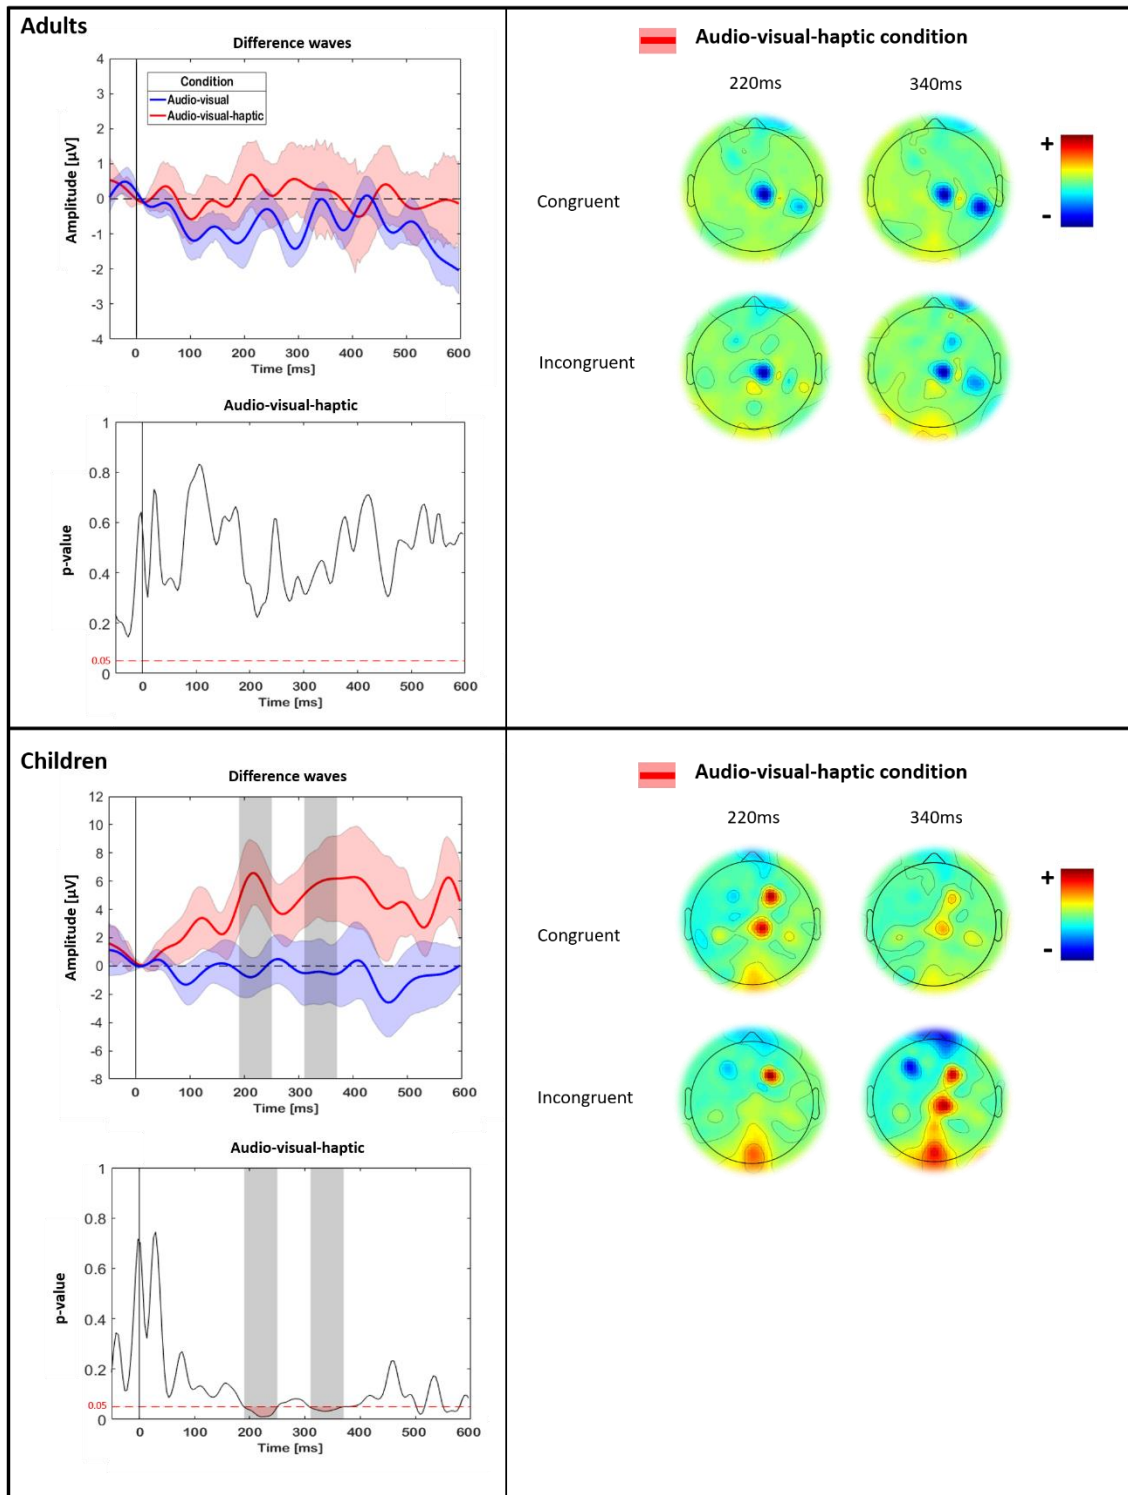 Adults
Difference waves
Condition
Audio-visual
Audio-visual-haptic
Amplitude [µV]
4
3
2
1
0
-1
-2
-3
-4
0 100 200 300 400 500 600
Time [ms]
Audio-visual-haptic
p-value
1
0.8
0.6
0.4
0.2
0.05
0
0 100 200 300 400 500 600
Time [ms]
Audio-visual-haptic condition
220ms 340ms
Congruent
+
-
Incongruent
Children
Difference waves
Amplitude [µV]
12
10
8
6
4
2
0
-2
-4
-6
-8
0 100 200 300 400 500 600
Time [ms]
Audio-visual-haptic
p-value
1
0.8
0.6
0.4
0.2
0.05
0
0 100 200 300 400 500 600
Time [ms]
Audio-visual-haptic condition
220ms 340ms
Congruent
+
-
Incongruent